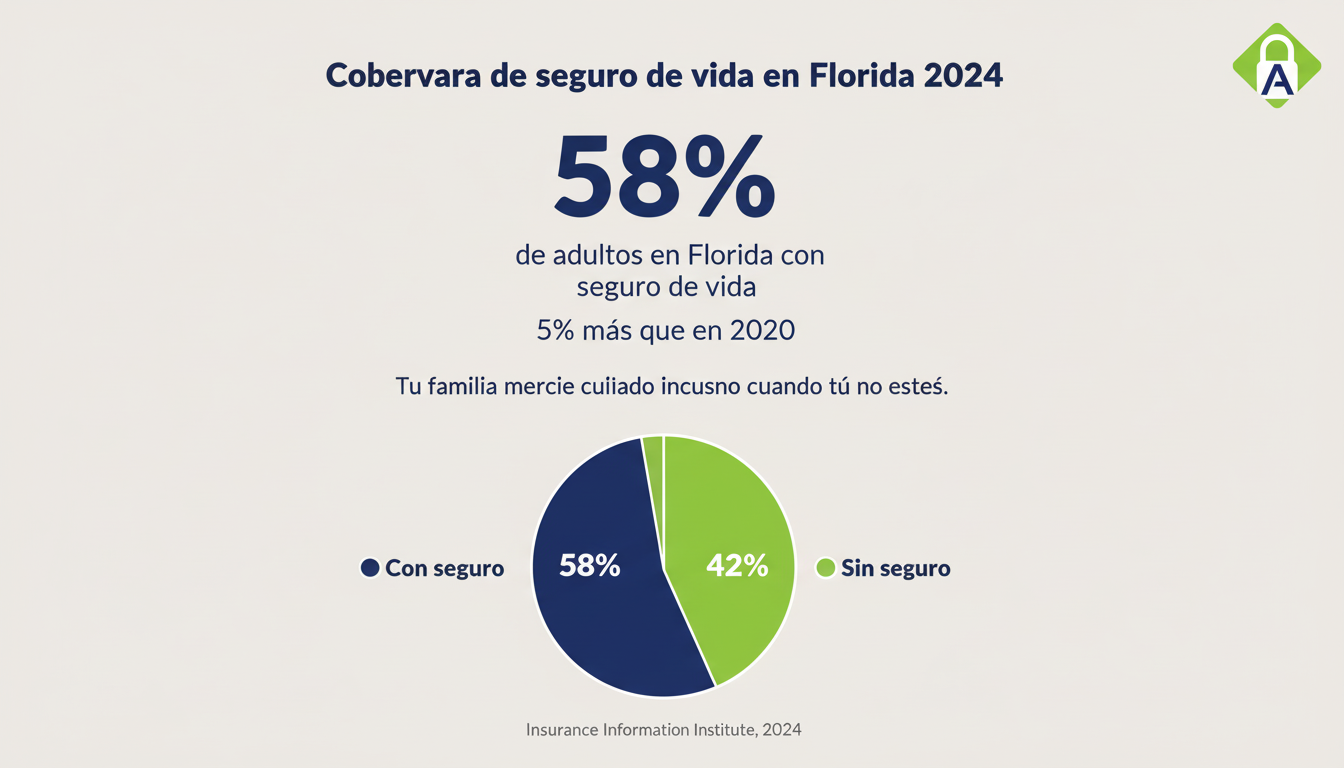 A
Cobervara de seguro de vida en Florida 2024
58%
de adultos en Florida con
seguro de vida
5% más que en 2020
Tu familia mercie cuiiado incusno cuando tú no esteś.
Con seguro
58%
42%
Sin seguro
Insurance Information Institute, 2024